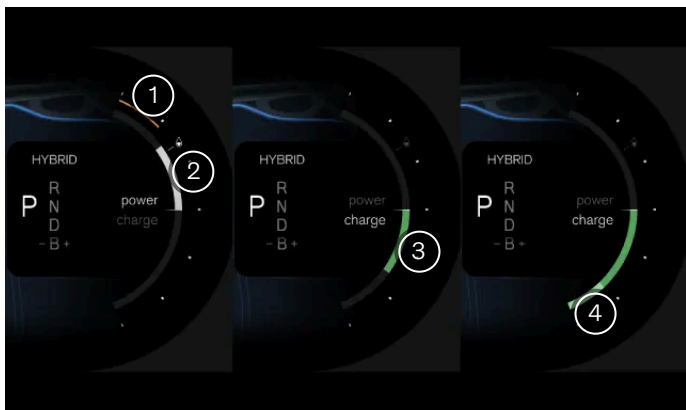 1
2
HYBRID
P
R
N
D
- B +
power
charge
HYBRID
P
R
N
D
- B +
power
charge
3
HYBRID
P
R
N
D
- B +
power
charge
4